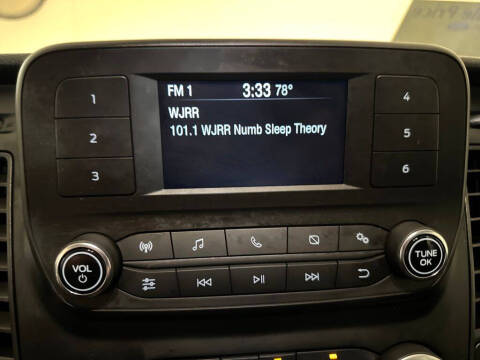 FM 1 3:33 78°
WJRR
101.1 WJRR Numb Sleep Theory
1
2
3
4
5
6
VOL
TUNE
OK